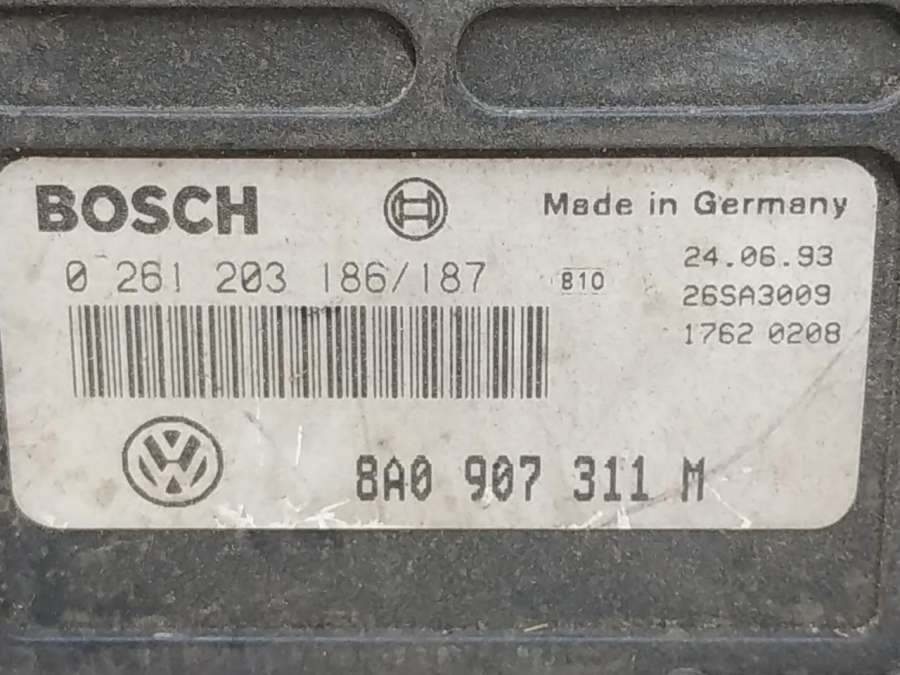 BOSCH
Made in Germany
0 261 203 186/187
810
24.06.93
26SA3009
1762 0208
8A0 907 311 M